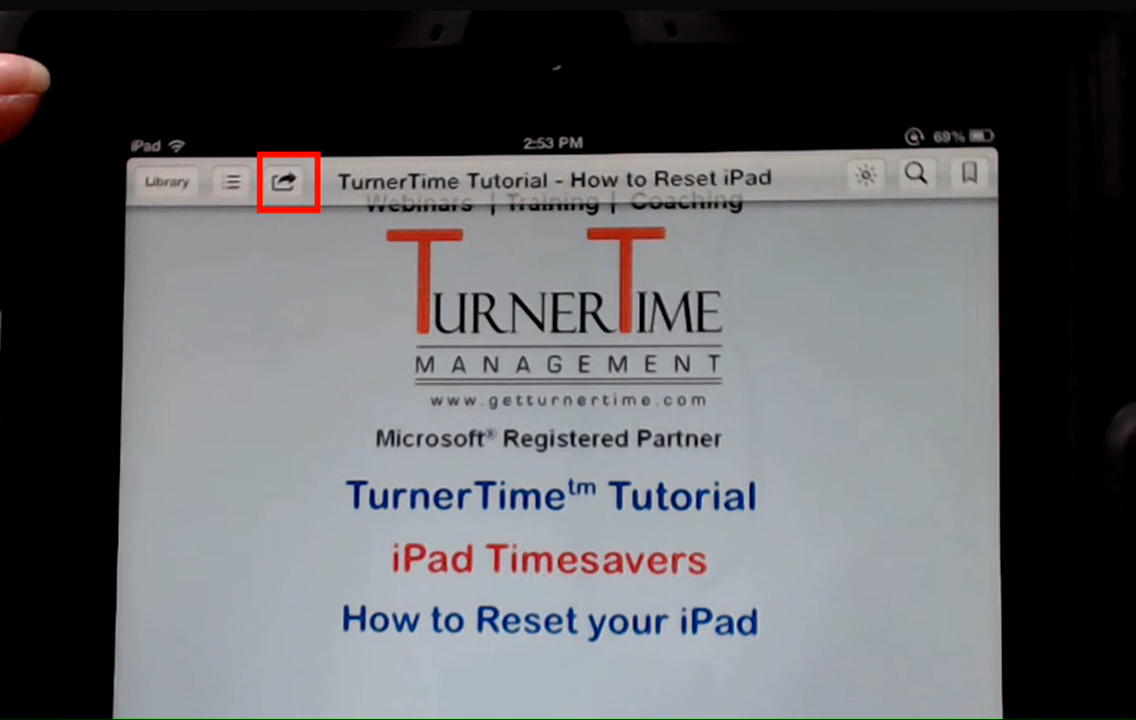 iPad 2:53 PM 69%
Library TurnerTime Tutorial - How to Reset iPad
Webinars | Training | Coaching
TURNERTIME
MANAGEMENT
www.getturnertime.com
Microsoft® Registered Partner
TurnerTime™ Tutorial
iPad Timesavers
How to Reset your iPad